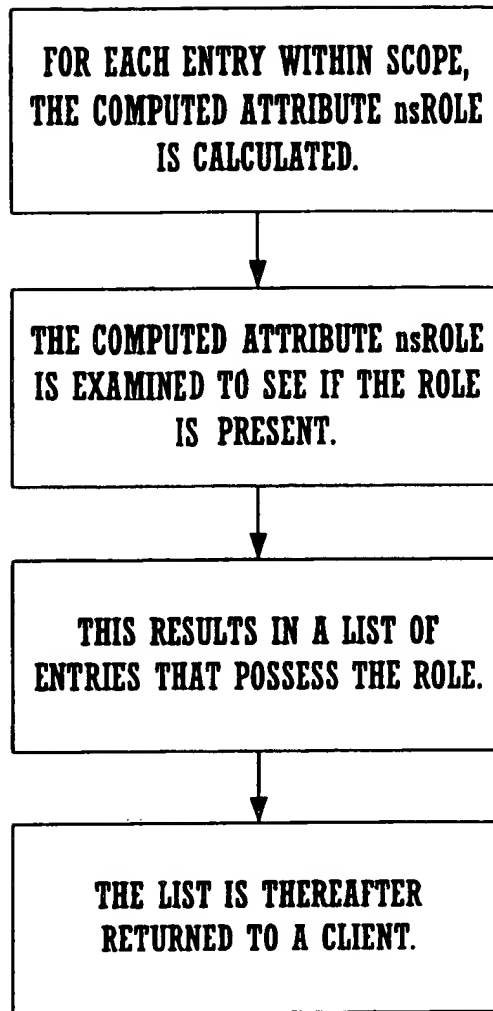 FOR EACH ENTRY WITHIN SCOPE,
THE COMPUTED ATTRIBUTE nsROLE
IS CALCULATED.
THE COMPUTED ATTRIBUTE nsROLE
IS EXAMINED TO SEE IF THE ROLE
IS PRESENT.
THIS RESULTS IN A LIST OF
ENTRIES THAT POSSESS THE ROLE.
THE LIST IS THEREAFTER
RETURNED TO A CLIENT.